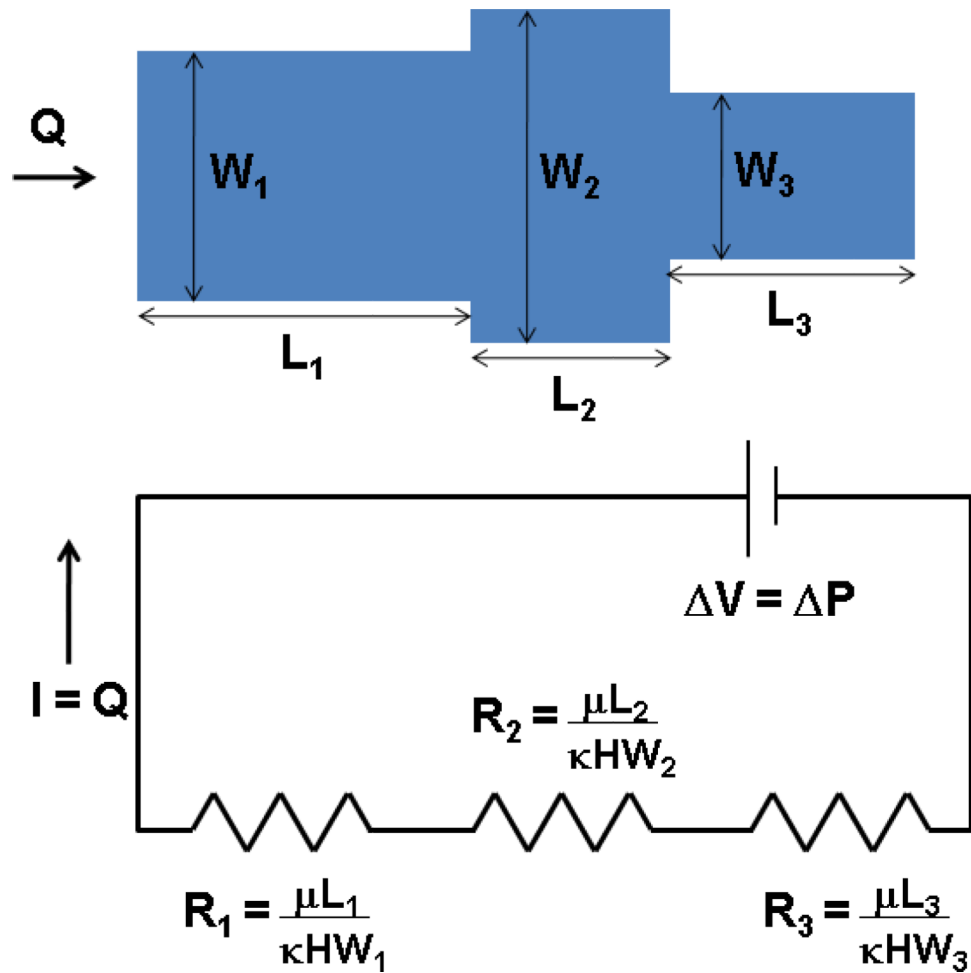 Q
W₁
W₂
W₃
L₁
L₂
L₃
ΔV = ΔP
I = Q
R₂ = μL₂/κHW₂
R₁ = μL₁/κHW₁
R₃ = μL₃/κHW₃